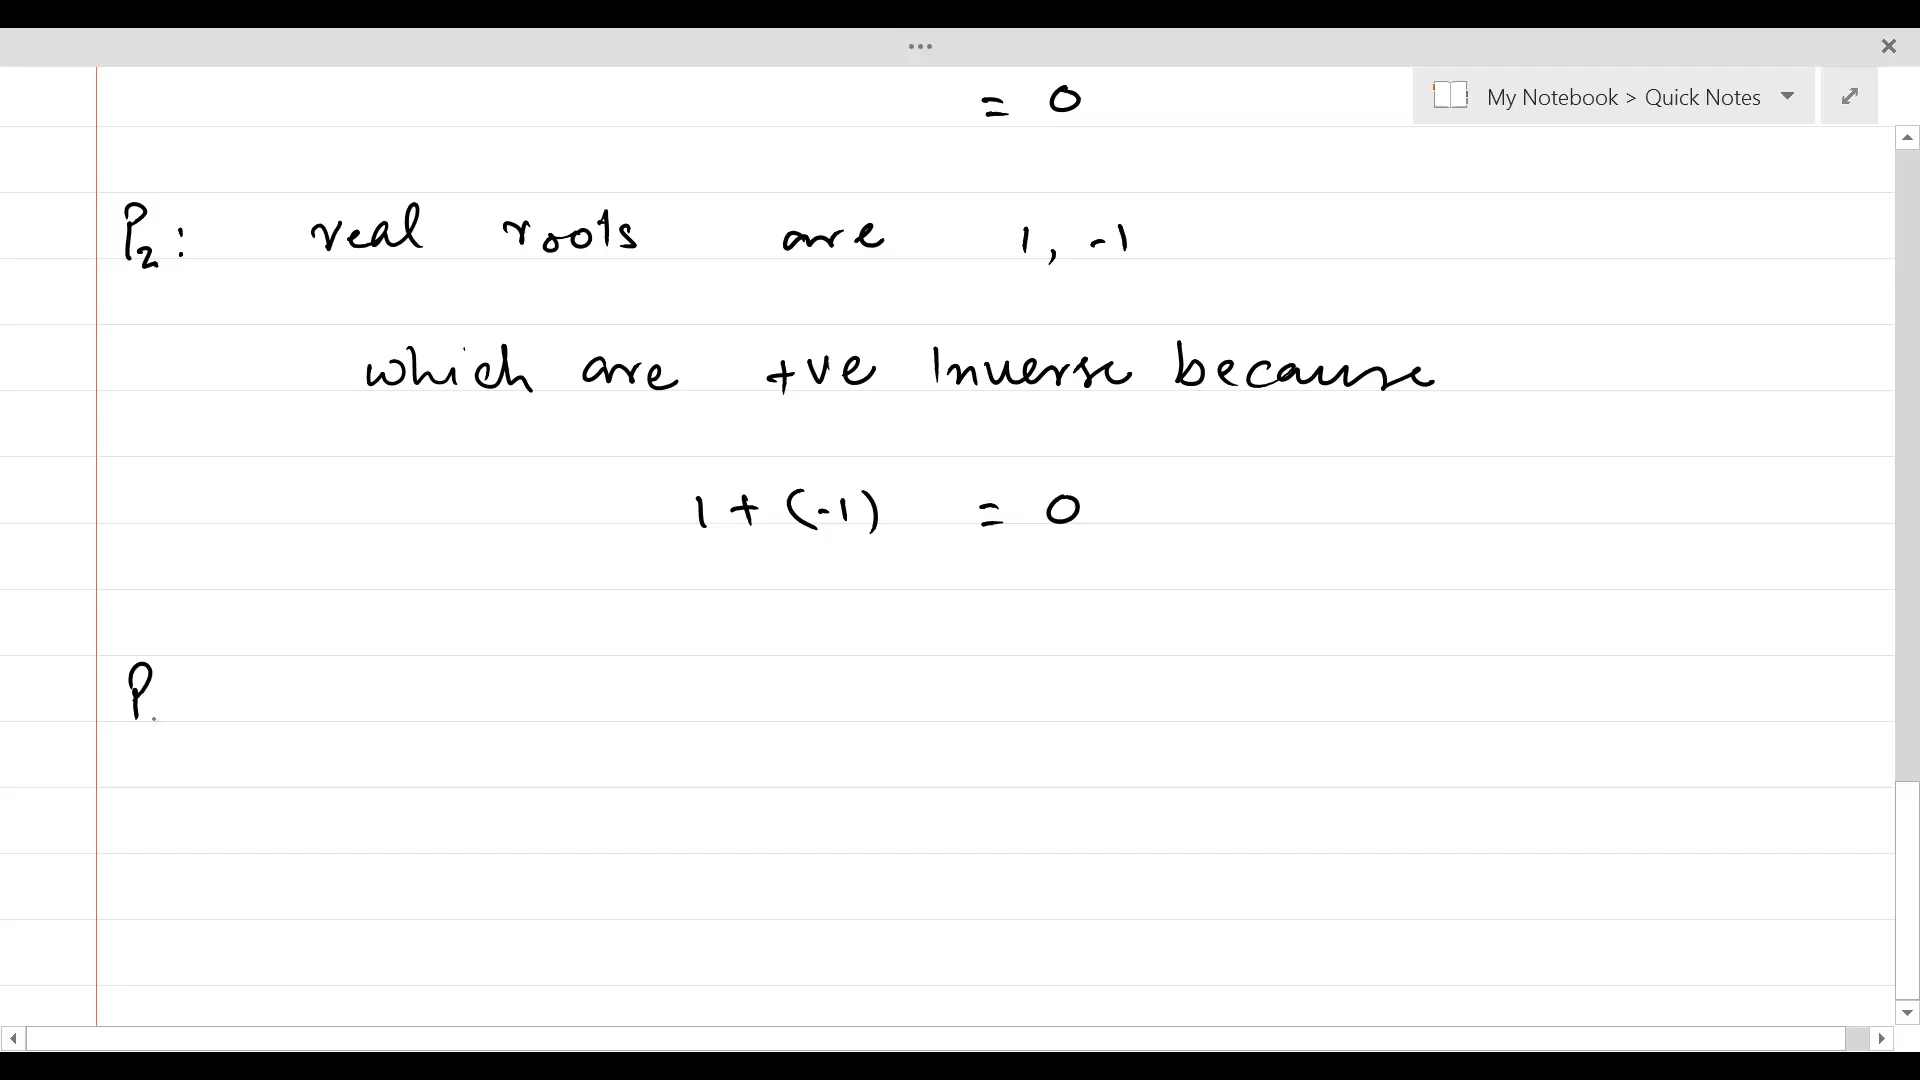 My Notebook > Quick Notes
= 0
P₂: real roots are 1, -1
which are +ve Inverse because
1 + (-1) = 0
P